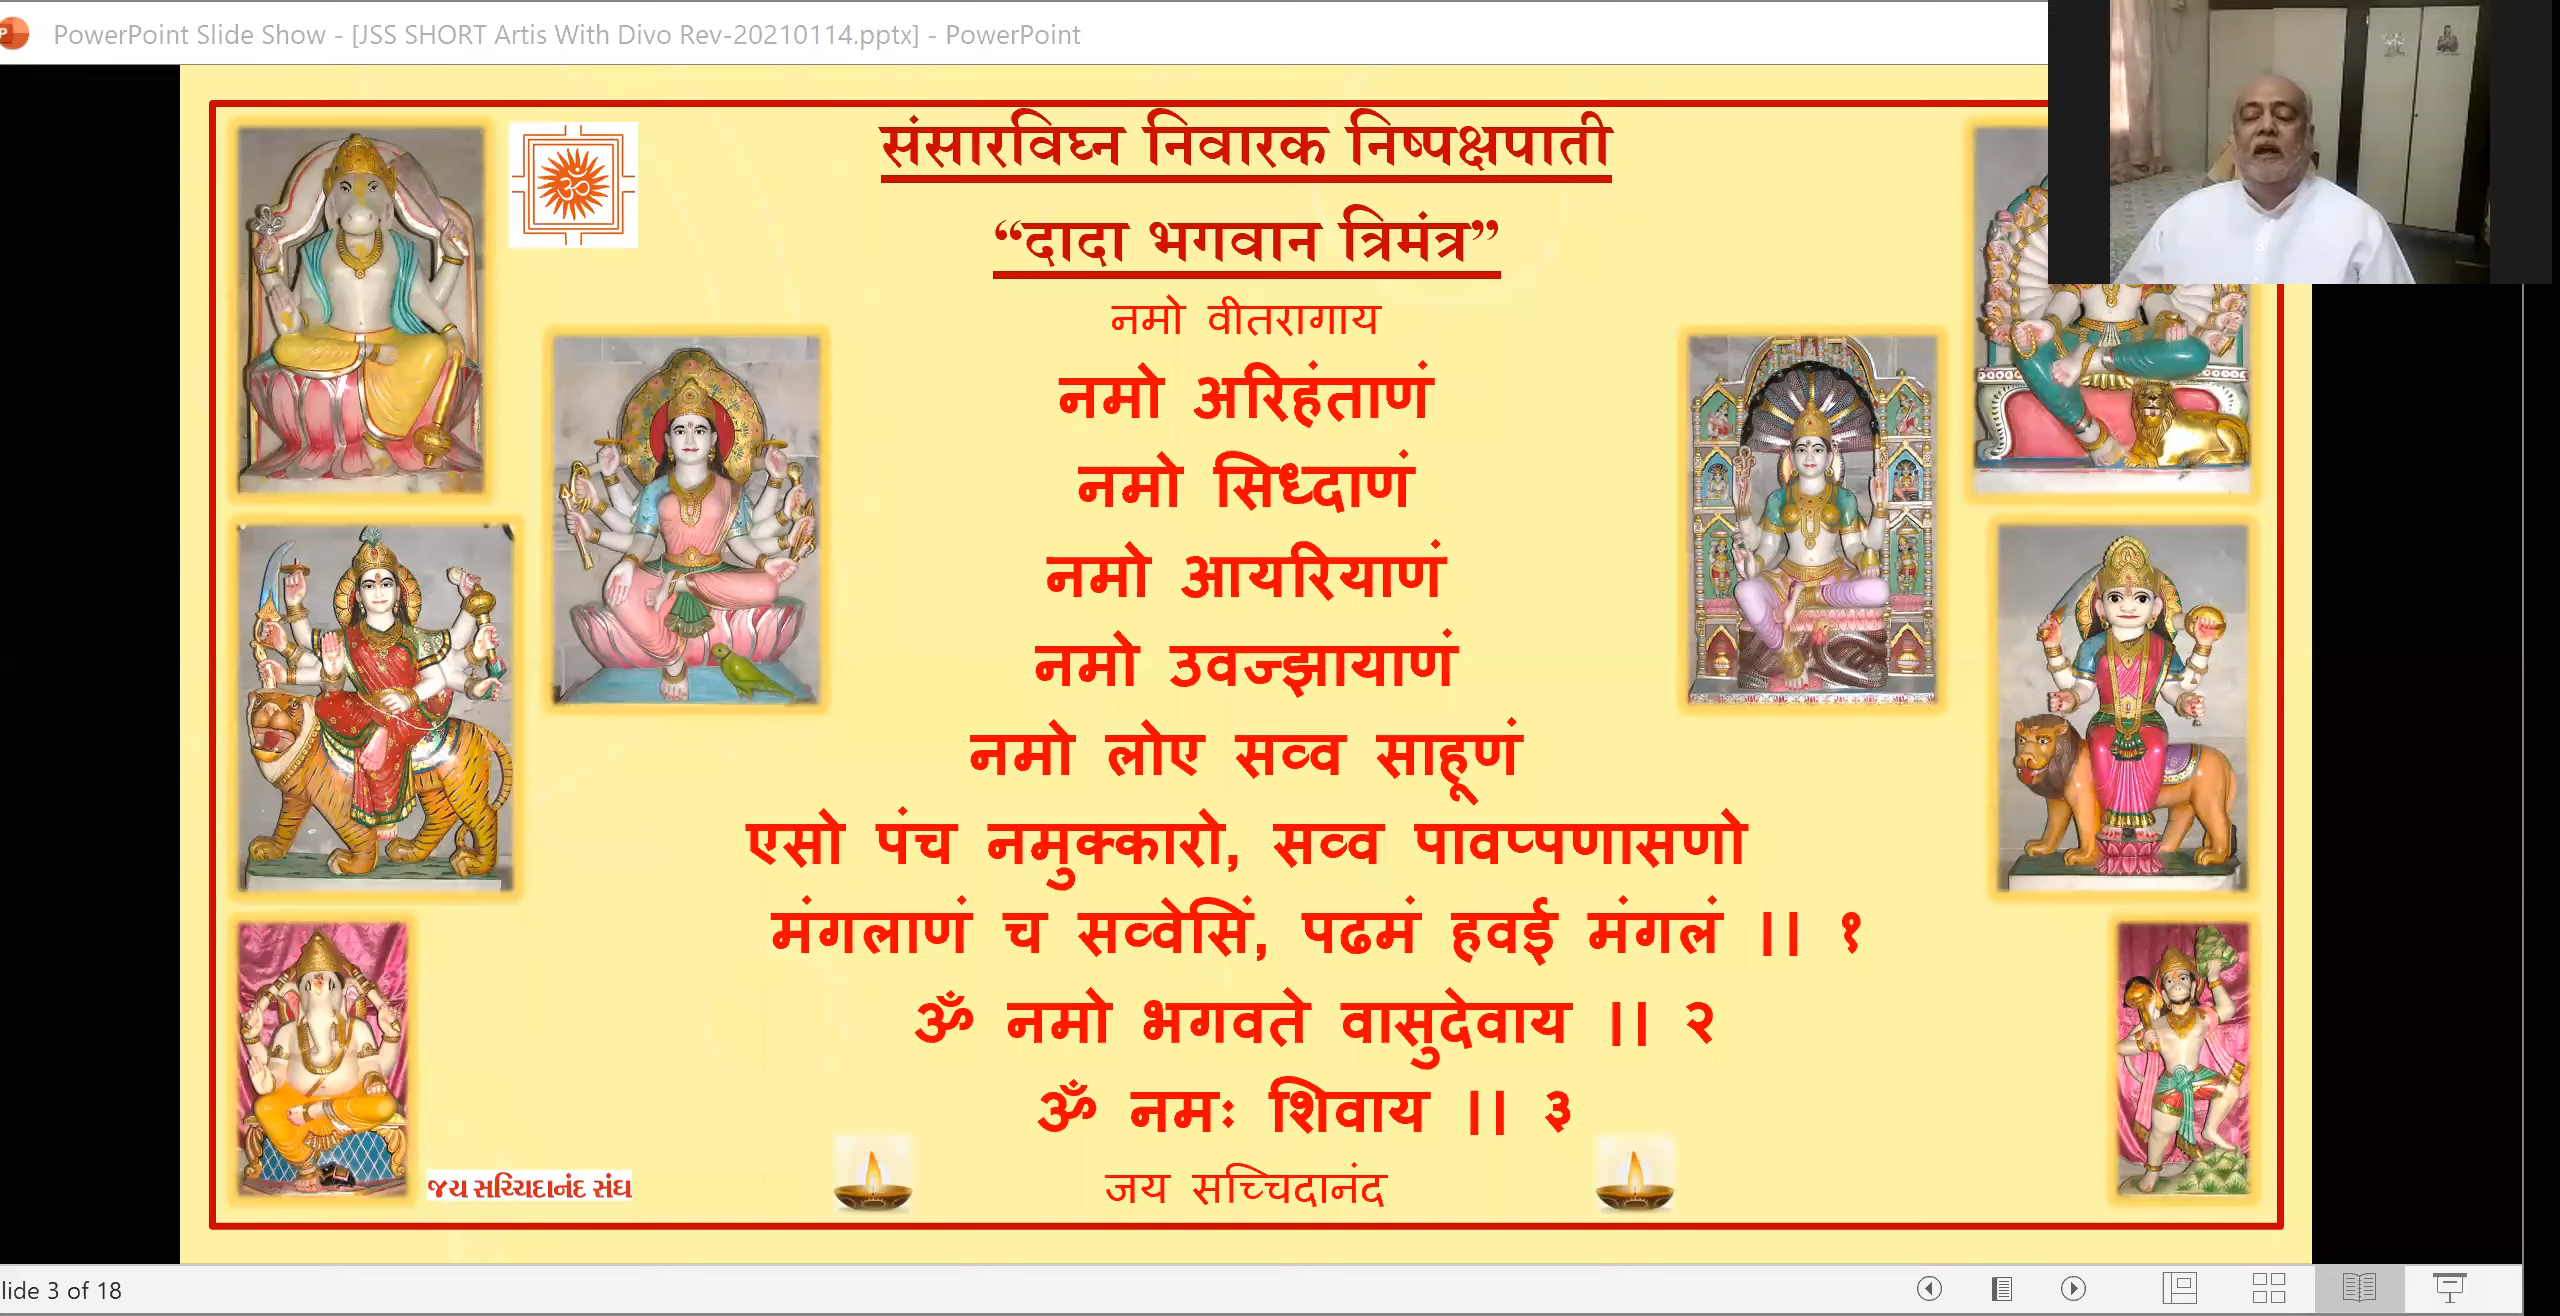 PowerPoint Slide Show - [JSS SHORT Artis With Divo Rev-20210114.pptx] - PowerPoint
संसारविघ्न निवारक निष्पक्षपाती
“दादा भगवान त्रिमंत्र”
नमो वीतरागाय
नमो अरिहंताणं
नमो सिध्दाणं
नमो आयरियाणं
नमो उवज्झायाणं
नमो लोए सव्व साहूणं
एसो पंच नमुक्कारो, सव्व पावप्पणासणो
मंगलाणं च सव्वेसिं, पढमं हवई मंगलं ।। १
ॐ नमो भगवते वासुदेवाय ।। २
ॐ नमः शिवाय ।। ३
जय सच्चिदानंद
જય સચ્ચિદાનંદ સંઘ
lide 3 of 18